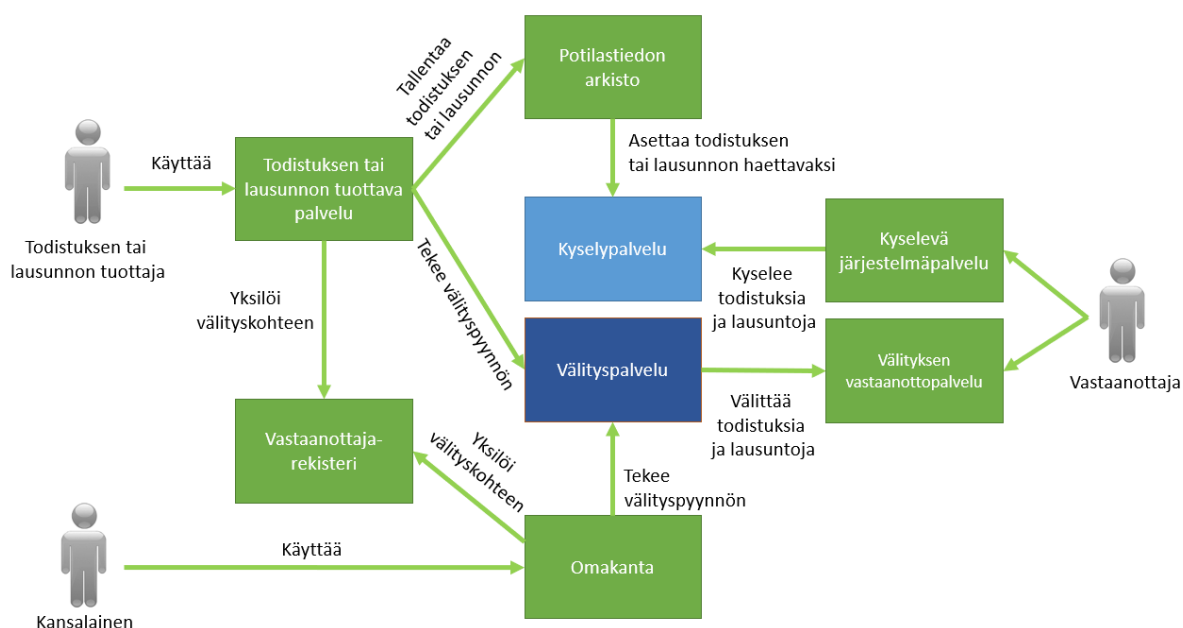 Potilastiedon
arkisto
Tallentaa
todistuksen
tai lausunnon
Asettaa todistuksen
tai lausunnon haettavaksi
Käyttää
Todistuksen tai
lausunnon tuottava
palvelu
Todistuksen tai
lausunnon tuottaja
Tekee välityspyynnön
Kyselypalvelu
Kyselevä
järjestelmäpalvelu
Kyselee
todistuksia
ja lausuntoja
Yksilöi
välityskohteen
Välityspalvelu
Välityksen
vastaanottopalvelu
Vastaanottaja
Välittää
todistuksia
ja lausuntoja
Vastaanottaja-
rekisteri
Yksilöi
välityskohteen
Tekee
välityspyynnön
Käyttää
Omakanta
Kansalainen